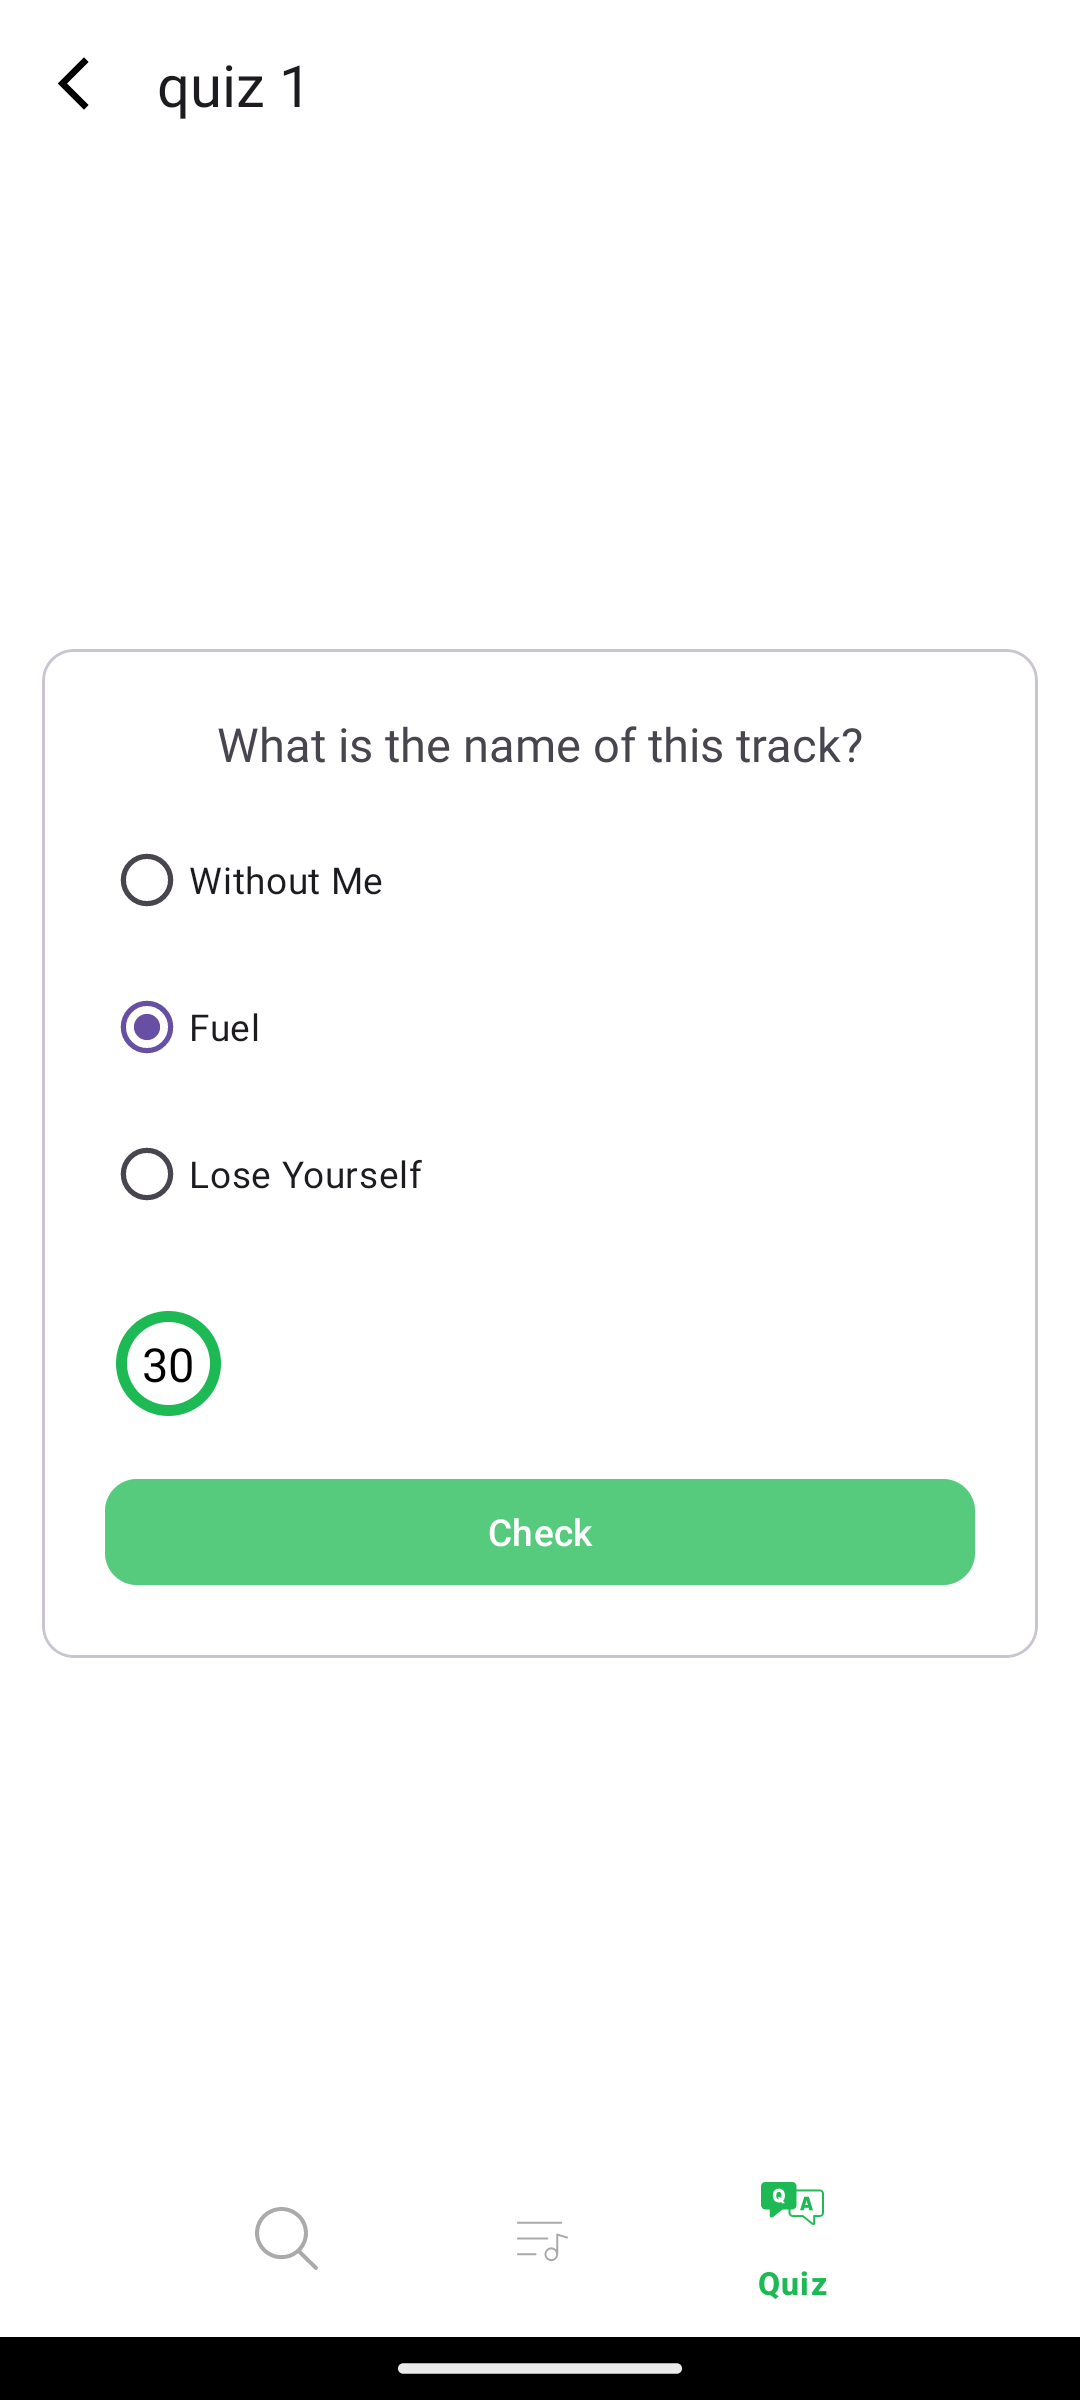 quiz 1
What is the name of this track?
Without Me
Fuel
Lose Yourself
30
Check
Q A
Quiz